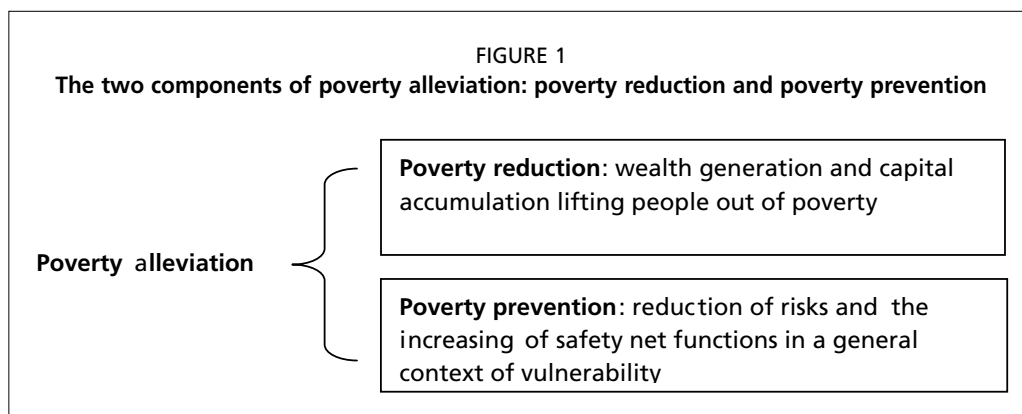 FIGURE 1
The two components of poverty alleviation: poverty reduction and poverty prevention
Poverty reduction: wealth generation and capital
accumulation lifting people out of poverty
Poverty alleviation
Poverty prevention: reduction of risks and the
increasing of safety net functions in a general
context of vulnerability